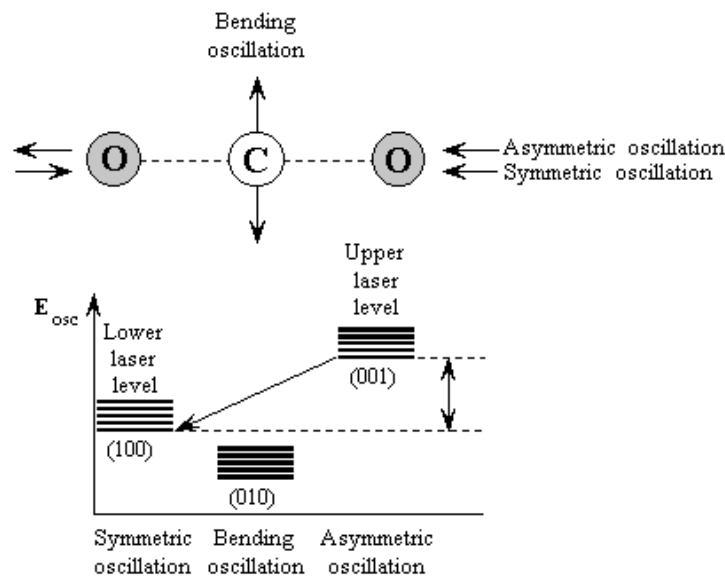 Bending
oscillation
O
C
O
Asymmetric oscillation
Symmetric oscillation
Upper
laser
level
E osc
Lower
laser
level
(001)
(100)
(010)
Symmetric Bending Asymmetric
oscillation oscillation oscillation